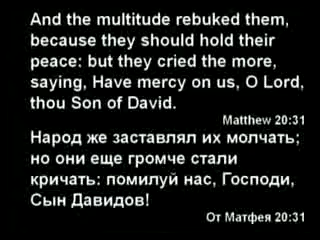 And the multitude rebuked them,
because they should hold their
peace: but they cried the more,
saying, Have mercy on us, O Lord,
thou Son of David.
Matthew 20:31
Народ же заставлял их молчать;
но они еще громче стали
кричать: помилуй нас, Господи,
Сын Давидов!
От Матфея 20:31